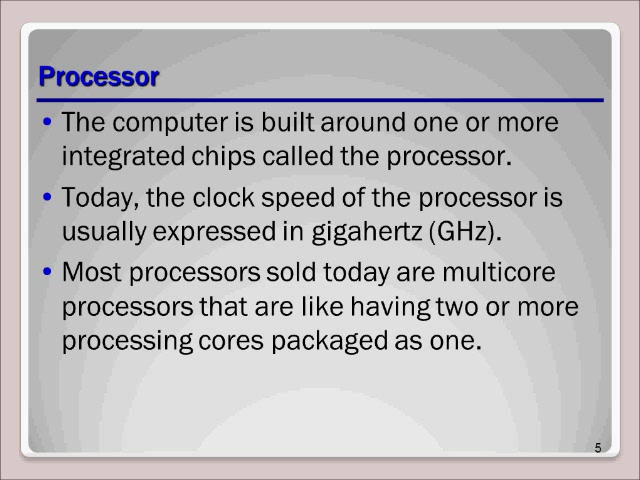 Processor
• The computer is built around one or more
integrated chips called the processor.
• Today, the clock speed of the processor is
usually expressed in gigahertz (GHz).
• Most processors sold today are multicore
processors that are like having two or more
processing cores packaged as one.
5